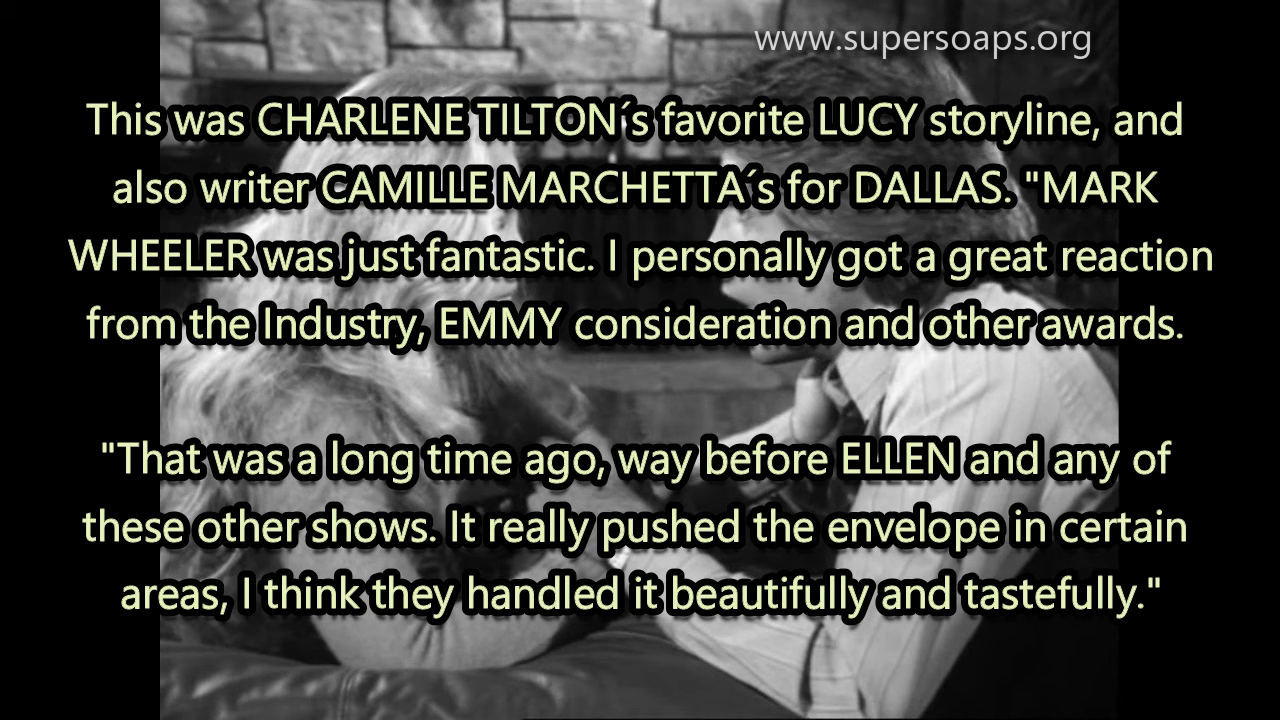 www.supersoaps.org
This was CHARLENE TILTON´s favorite LUCY storyline, and
also writer CAMILLE MARCHETTA´s for DALLAS. "MARK
WHEELER was just fantastic. I personally got a great reaction
from the Industry, EMMY consideration and other awards.
"That was a long time ago, way before ELLEN and any of
these other shows. It really pushed the envelope in certain
areas, I think they handled it beautifully and tastefully."